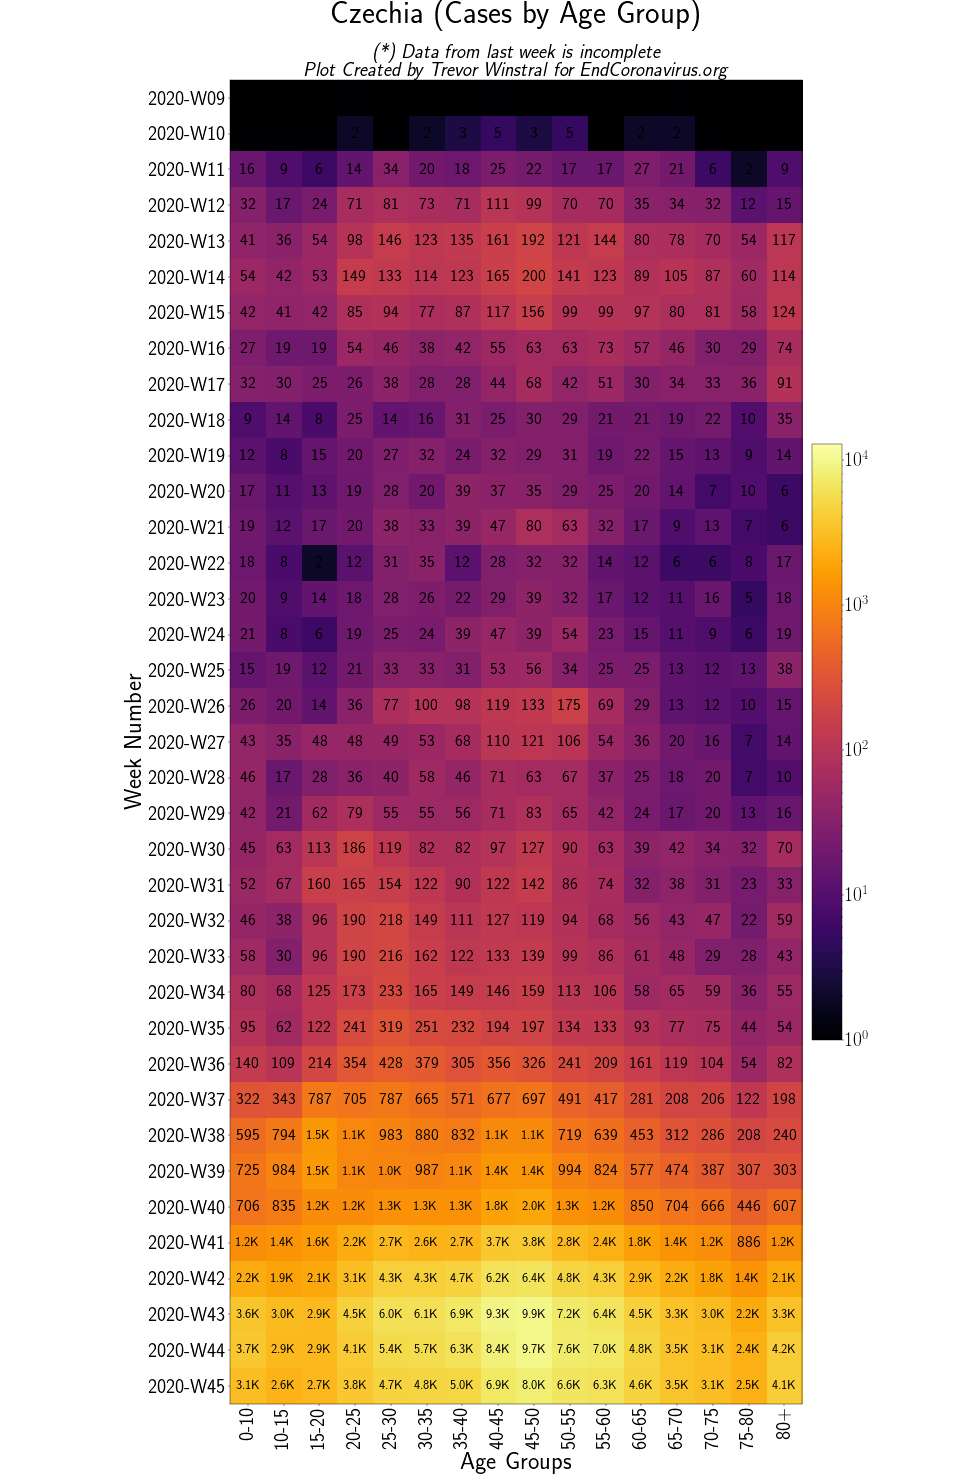 Czechia (Cases by Age Group)
(*) Data from last week is incomplete
Plot Created by Trevor Winstral for EndCoronavirus.org
2020-W09
2020-W10 2 2 3 5 3 5 2 2
2020-W11 16 9 6 14 34 20 18 25 22 17 17 27 21 6 2 9
2020-W12 32 17 24 71 81 73 71 111 99 70 70 35 34 32 12 15
2020-W13 41 36 54 98 146 123 135 161 192 121 144 80 78 70 54 117
2020-W14 54 42 53 149 133 114 123 165 200 141 123 89 105 87 60 114
2020-W15 42 41 42 85 94 77 87 117 156 99 99 97 80 81 58 124
2020-W16 27 19 19 54 46 38 42 55 63 63 73 57 46 30 29 74
2020-W17 32 30 25 26 38 28 28 44 68 42 51 30 34 33 36 91
2020-W18 9 14 8 25 14 16 31 25 30 29 21 21 19 22 10 35
2020-W19 12 8 15 20 27 32 24 32 29 31 19 22 15 13 9 14
2020-W20 17 11 13 19 28 20 39 37 35 29 25 20 14 7 10 6
2020-W21 19 12 17 20 38 33 39 47 80 63 32 17 9 13 7 6
2020-W22 18 8 2 12 31 35 12 28 32 32 14 12 6 6 8 17
2020-W23 20 9 14 18 28 26 22 29 39 32 17 12 11 16 5 18
2020-W24 21 8 6 19 25 24 39 47 39 54 23 15 11 9 6 19
2020-W25 15 19 12 21 33 33 31 53 56 34 25 25 13 12 13 38
2020-W26 26 20 14 36 77 100 98 119 133 175 69 29 13 12 10 15
2020-W27 43 35 48 48 49 53 68 110 121 106 54 36 20 16 7 14
2020-W28 46 17 28 36 40 58 46 71 63 67 37 25 18 20 7 10
2020-W29 42 21 62 79 55 55 56 71 83 65 42 24 17 20 13 16
2020-W30 45 63 113 186 119 82 82 97 127 90 63 39 42 34 32 70
2020-W31 52 67 160 165 154 122 90 122 142 86 74 32 38 31 23 33
2020-W32 46 38 96 190 218 149 111 127 119 94 68 56 43 47 22 59
2020-W33 58 30 96 190 216 162 122 133 139 99 86 61 48 29 28 43
2020-W34 80 68 125 173 233 165 149 146 159 113 106 58 65 59 36 55
2020-W35 95 62 122 241 319 251 232 194 197 134 133 93 77 75 44 54
2020-W36 140 109 214 354 428 379 305 356 326 241 209 161 119 104 54 82
2020-W37 322 343 787 705 787 665 571 677 697 491 417 281 208 206 122 198
2020-W38 595 794 1.5K 1.1K 983 880 832 1.1K 1.1K 719 639 453 312 286 208 240
2020-W39 725 984 1.5K 1.1K 1.0K 987 1.1K 1.4K 1.4K 994 824 577 474 387 307 303
2020-W40 706 835 1.2K 1.2K 1.3K 1.3K 1.3K 1.8K 2.0K 1.3K 1.2K 850 704 666 446 607
2020-W41 1.2K 1.4K 1.6K 2.2K 2.7K 2.6K 2.7K 3.7K 3.8K 2.8K 2.4K 1.8K 1.4K 1.2K 886 1.2K
2020-W42 2.2K 1.9K 2.1K 3.1K 4.3K 4.3K 4.7K 6.2K 6.4K 4.8K 4.3K 2.9K 2.2K 1.8K 1.4K 2.1K
2020-W43 3.6K 3.0K 2.9K 4.5K 6.0K 6.1K 6.9K 9.3K 9.9K 7.2K 6.4K 4.5K 3.3K 3.0K 2.2K 3.3K
2020-W44 3.7K 2.9K 2.9K 4.1K 5.4K 5.7K 6.3K 8.4K 9.7K 7.6K 7.0K 4.8K 3.5K 3.1K 2.4K 4.2K
2020-W45 3.1K 2.6K 2.7K 3.8K 4.7K 4.8K 5.0K 6.9K 8.0K 6.6K 6.3K 4.6K 3.5K 3.1K 2.5K 4.1K
0-10 10-15 15-20 20-25 25-30 30-35 35-40 40-45 45-50 50-55 55-60 60-65 65-70 70-75 75-80 80+
Age Groups
Week Number
10⁴
10³
10²
10¹
10⁰